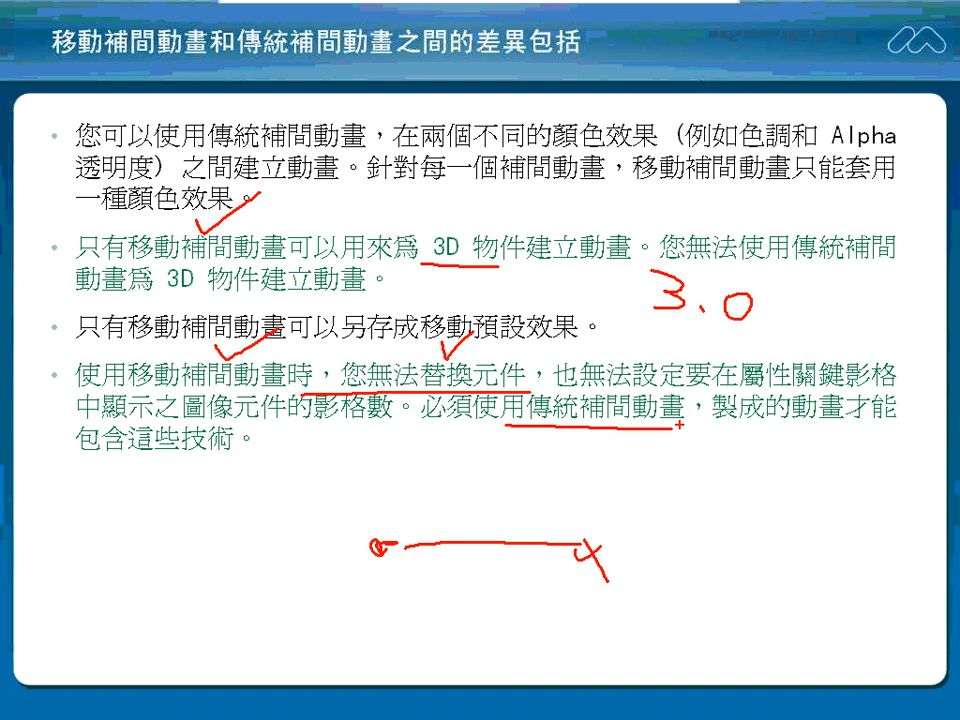 移動補間動畫和傳統補間動畫之間的差異包括
• 您可以使用傳統補間動畫，在兩個不同的顏色效果 (例如色調和 Alpha
透明度) 之間建立動畫。針對每一個補間動畫，移動補間動畫只能套用
一種顏色效果。
• 只有移動補間動畫可以用來為 3D 物件建立動畫。您無法使用傳統補間
動畫為 3D 物件建立動畫。
3.0
• 只有移動補間動畫可以另存成移動預設效果。
• 使用移動補間動畫時，您無法替換元件，也無法設定要在屬性關鍵影格
中顯示之圖像元件的影格數。必須使用傳統補間動畫，製成的動畫才能
包含這些技術。